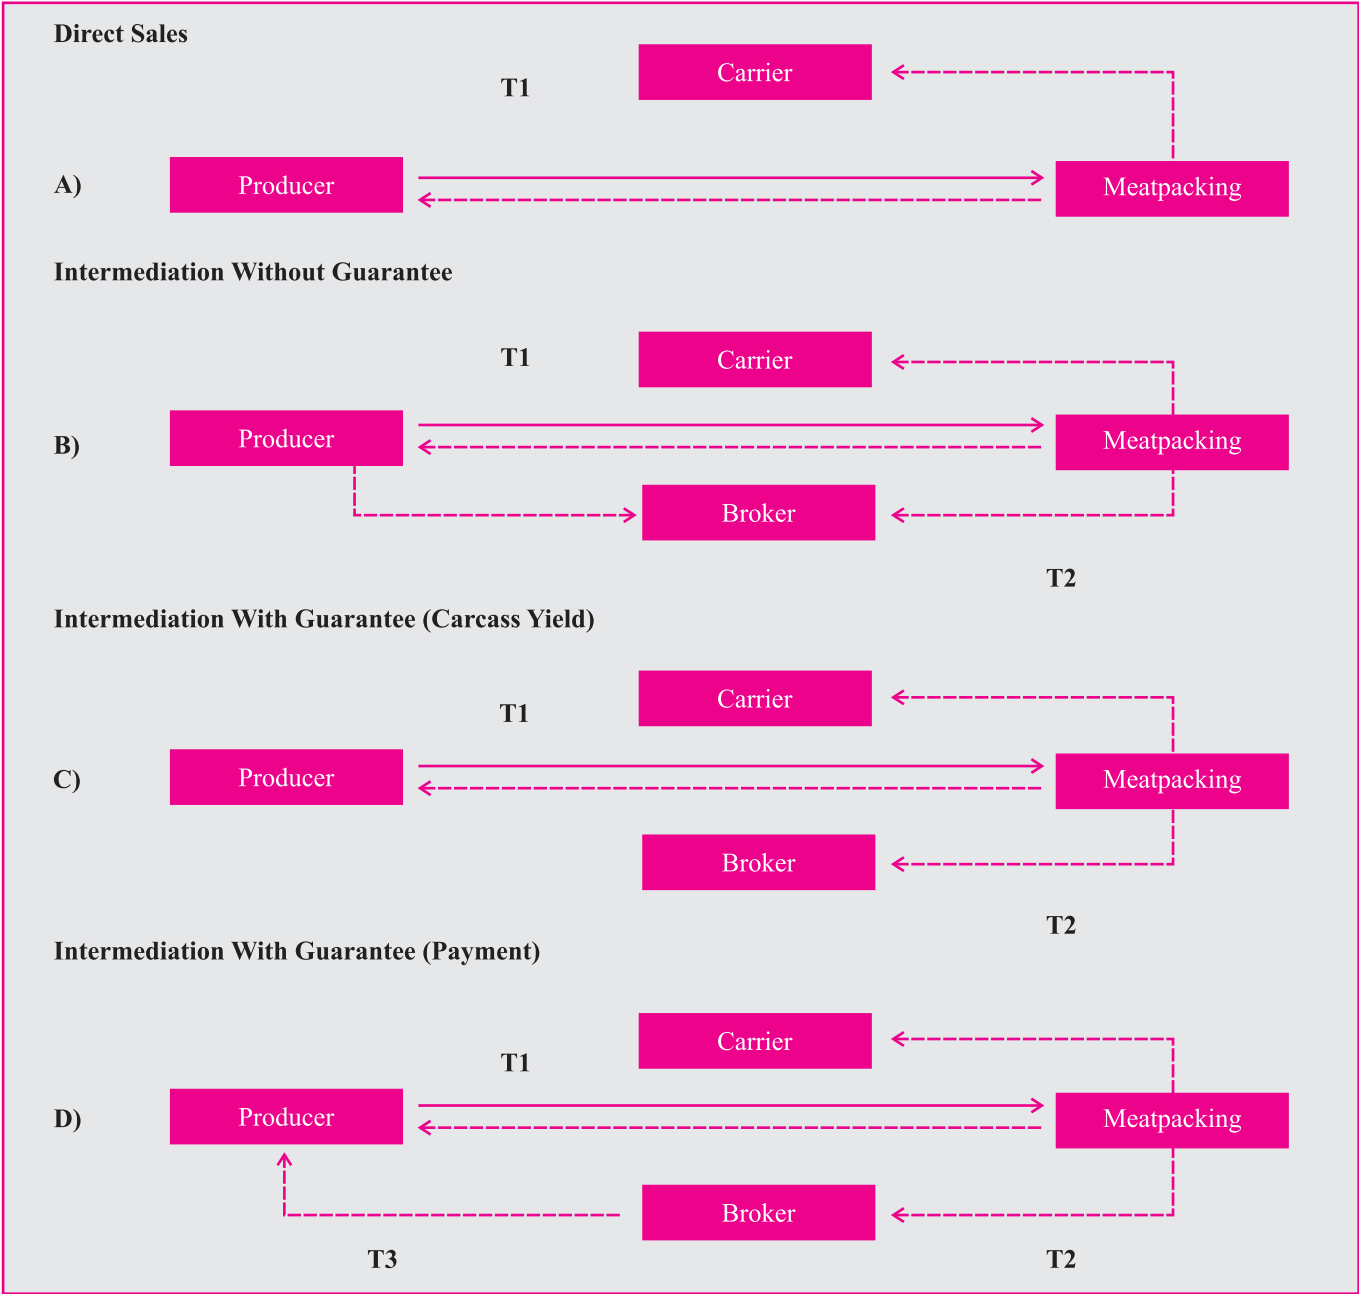 Direct Sales
Carrier
T1
A)
Producer
Meatpacking
Intermediation Without Guarantee
T1
Carrier
Producer
Meatpacking
B)
Broker
T2
Intermediation With Guarantee (Carcass Yield)
Carrier
T1
Producer
Meatpacking
C)
Broker
T2
Intermediation With Guarantee (Payment)
Carrier
T1
Producer
Meatpacking
D)
Broker
T3
T2